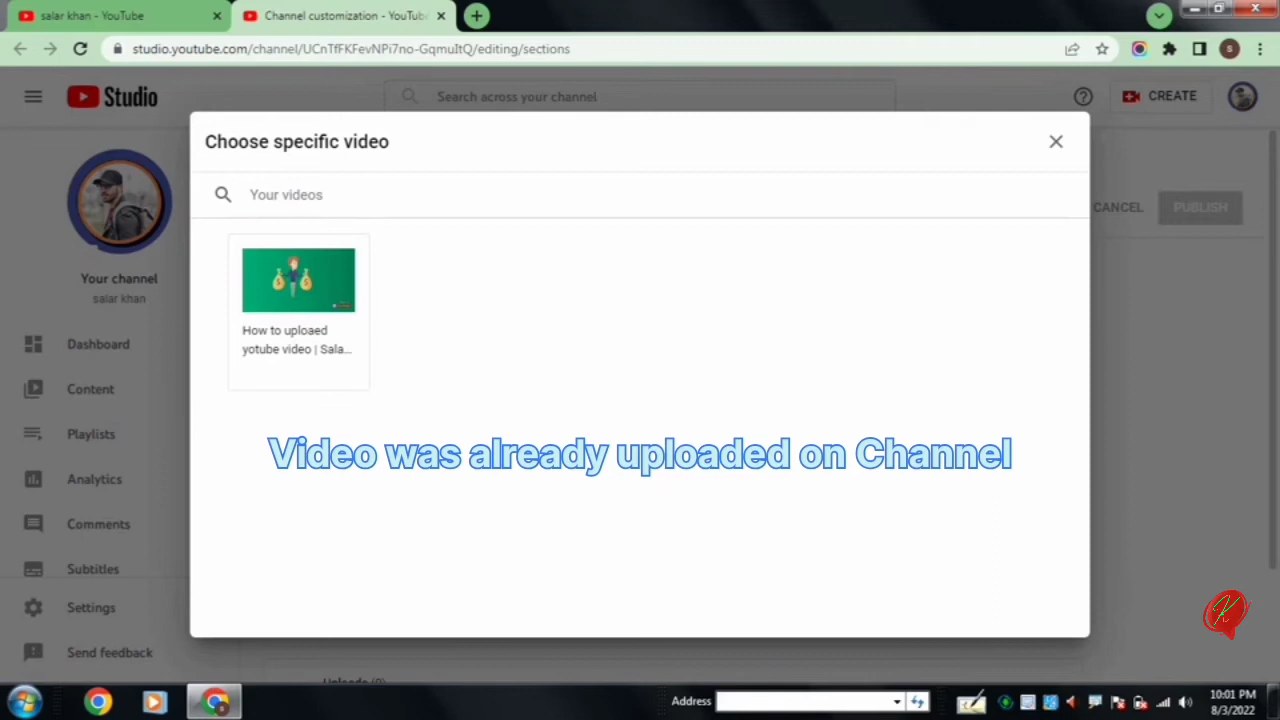 salar khan - YouTube
Channel customization - YouTub
studio.youtube.com/channel/UCnTfFKFevNPi7no-GqmuItQ/editing/sections
Studio
Search across your channel
CREATE
Choose specific video
Your videos
CANCEL
PUBLISH
Your channel
salar khan
How to uploaed
yotube video | Sala...
Dashboard
Content
Playlists
Analytics
Comments
Subtitles
Settings
Send feedback
Video was already uploaded on Channel
Uploads (0)
Address
10:01 PM
8/3/2022